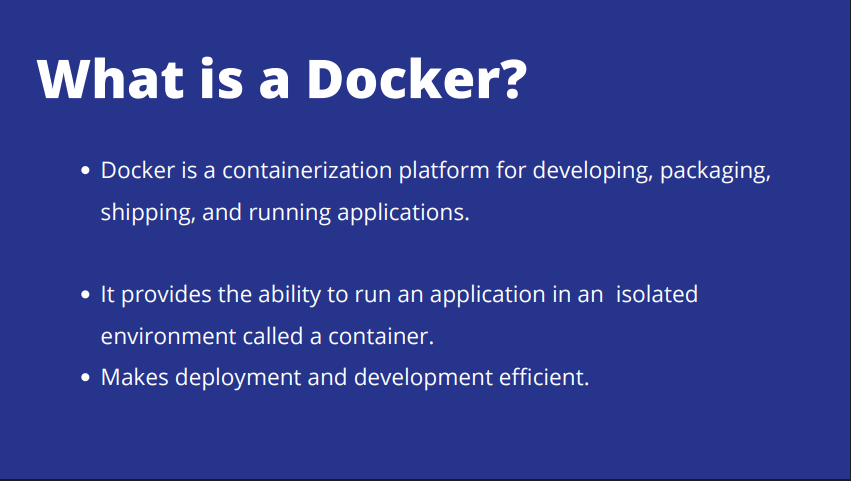 What is a Docker?
• Docker is a containerization platform for developing, packaging,
shipping, and running applications.
• It provides the ability to run an application in an  isolated
environment called a container.
• Makes deployment and development efficient.